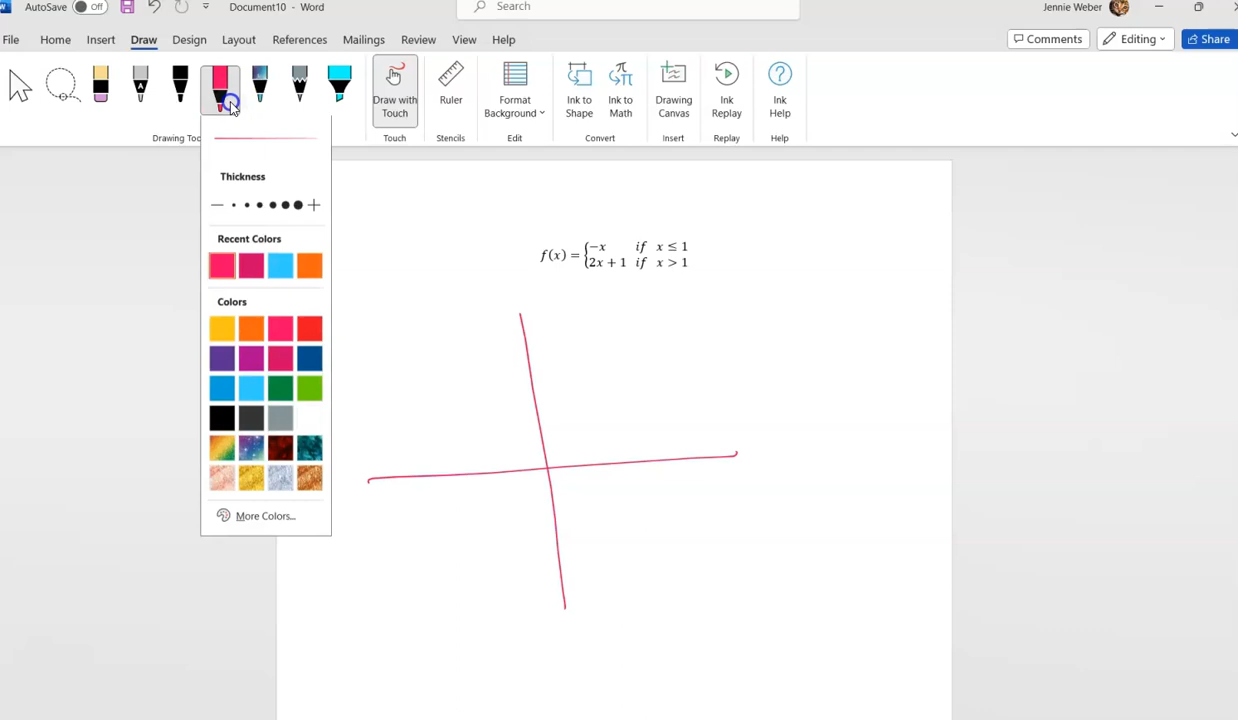 AutoSave Off Document10 - Word Search Jennie Weber
File Home Insert Draw Design Layout References Mailings Review View Help Comments Editing Share
A
Draw with Touch
Ruler
Format Background
Ink to Shape
Ink to Math
Drawing Canvas
Ink Replay
Ink Help
Touch Stencils Edit Convert Insert Replay Help
Thickness
Recent Colors
Colors
More Colors...
f(x) = {−x if x ≤ 1
{2x + 1 if x > 1